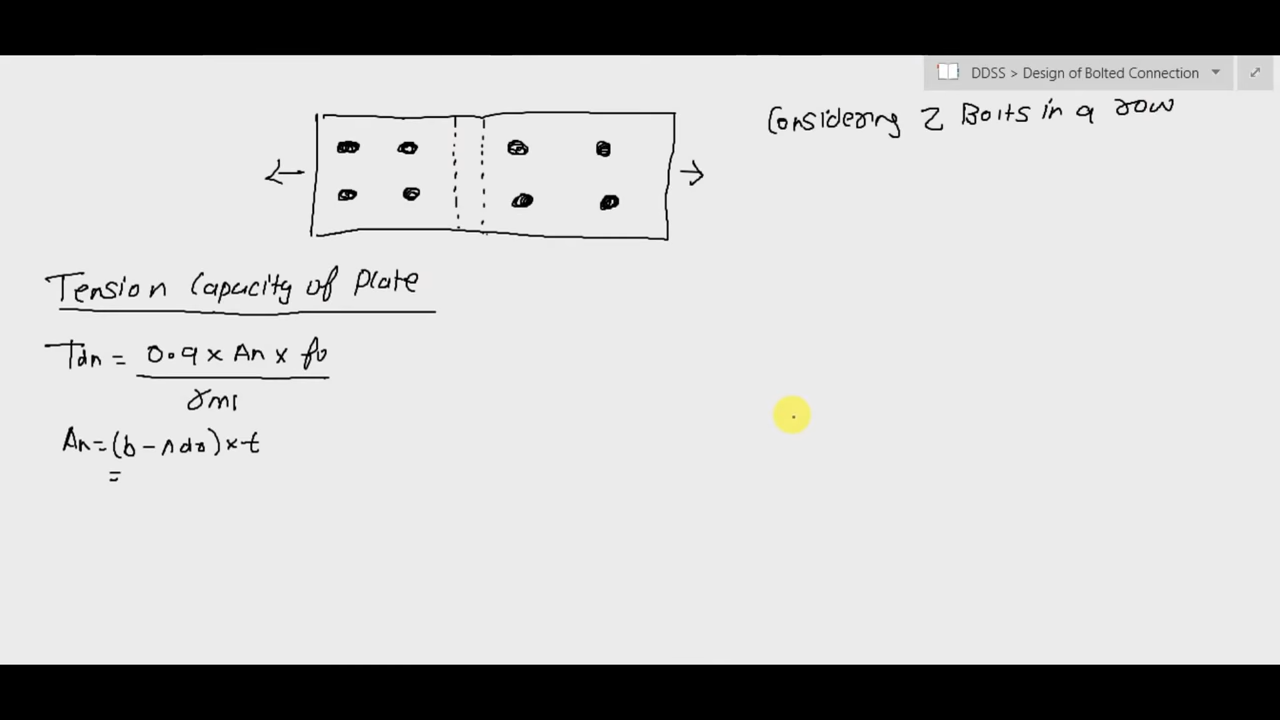 DDSS > Design of Bolted Connection
Considering 2 Bolts in a row
Tension Capacity of Plate
Tdn = 0.9 × An × fu
γm1
An = (b - ndo) × t
=